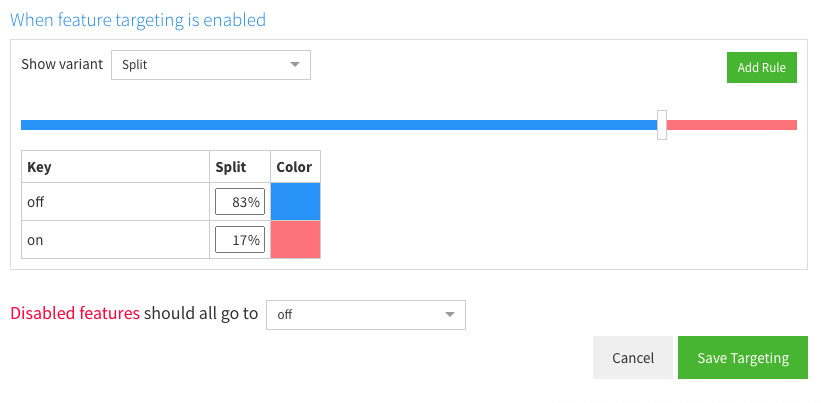 When feature targeting is enabled
Show variant Split Add Rule
Key Split Color
off 83%
on 17%
Disabled features should all go to off
Cancel Save Targeting